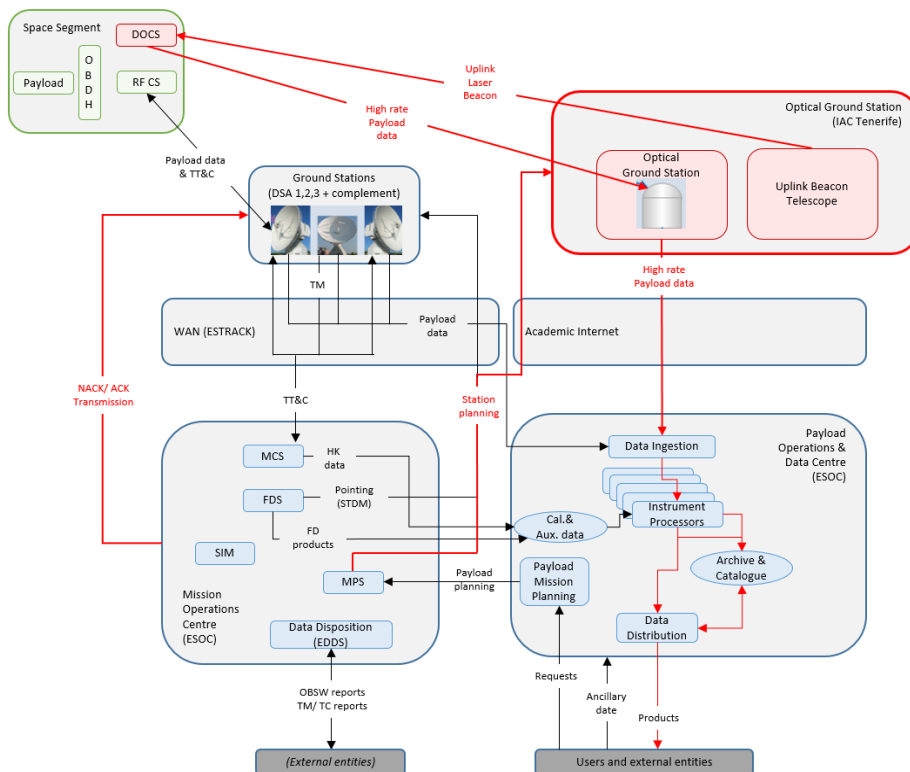 Space Segment
DOCS
O
B
D
H
Payload
RF CS
Uplink
Laser
Beacon
High rate
Payload
data
Optical Ground Station
(IAC Tenerife)
Optical
Ground Station
Uplink Beacon
Telescope
Payload data
& TT&C
Ground Stations
(DSA 1,2,3 + complement)
TM
High rate
Payload data
WAN (ESTRACK)
Payload
data
Academic Internet
NACK/ ACK
Transmission
TT&C
Station
planning
Payload
Operations &
Data Centre
(ESOC)
Data Ingestion
MCS
HK
data
FDS
Pointing
(STDM)
Instrument
Processors
Cal.&
Aux. data
FD
products
SIM
Archive &
Catalogue
MPS
Payload
planning
Payload
Mission
Planning
Mission
Operations
Centre
(ESOC)
Data Disposition
(EDDS)
Data
Distribution
Requests
Ancillary
date
OBSW reports
TM/ TC reports
Products
(External entities)
Users and external entities